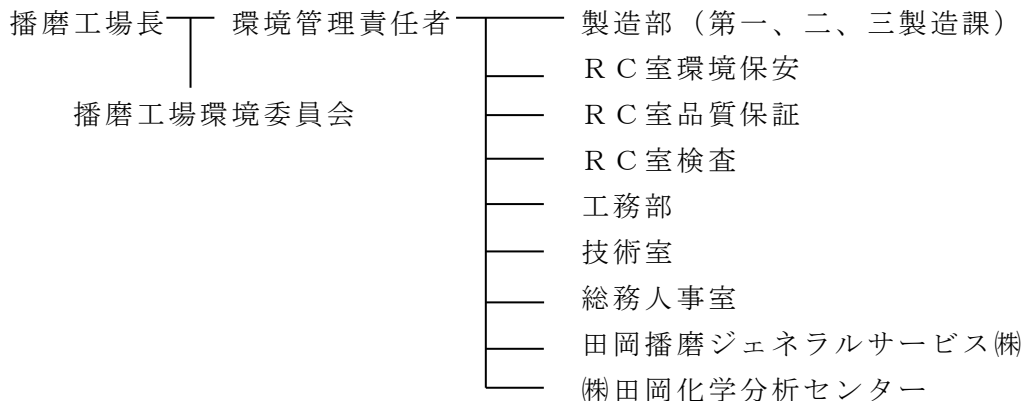 播磨工場長 環境管理責任者 製造部（第一、二、三製造課）
ＲＣ室環境保安
播磨工場環境委員会
ＲＣ室品質保証
ＲＣ室検査
工務部
技術室
総務人事室
田岡播磨ジェネラルサービス㈱
㈱田岡化学分析センター